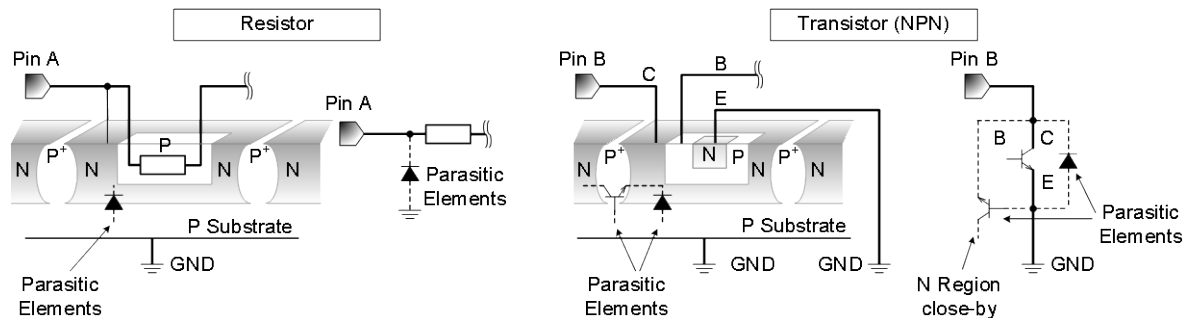 Resistor
Pin A
N
P+
N
P
N
P+
N
P Substrate
GND
Parasitic
Elements
Pin A
Parasitic
Elements
Transistor (NPN)
Pin B
C
B
E
N
P+
N
N
P
N
P+
N
P Substrate
GND
GND
Parasitic
Elements
Pin B
B
C
E
Parasitic
Elements
GND
N Region
close-by